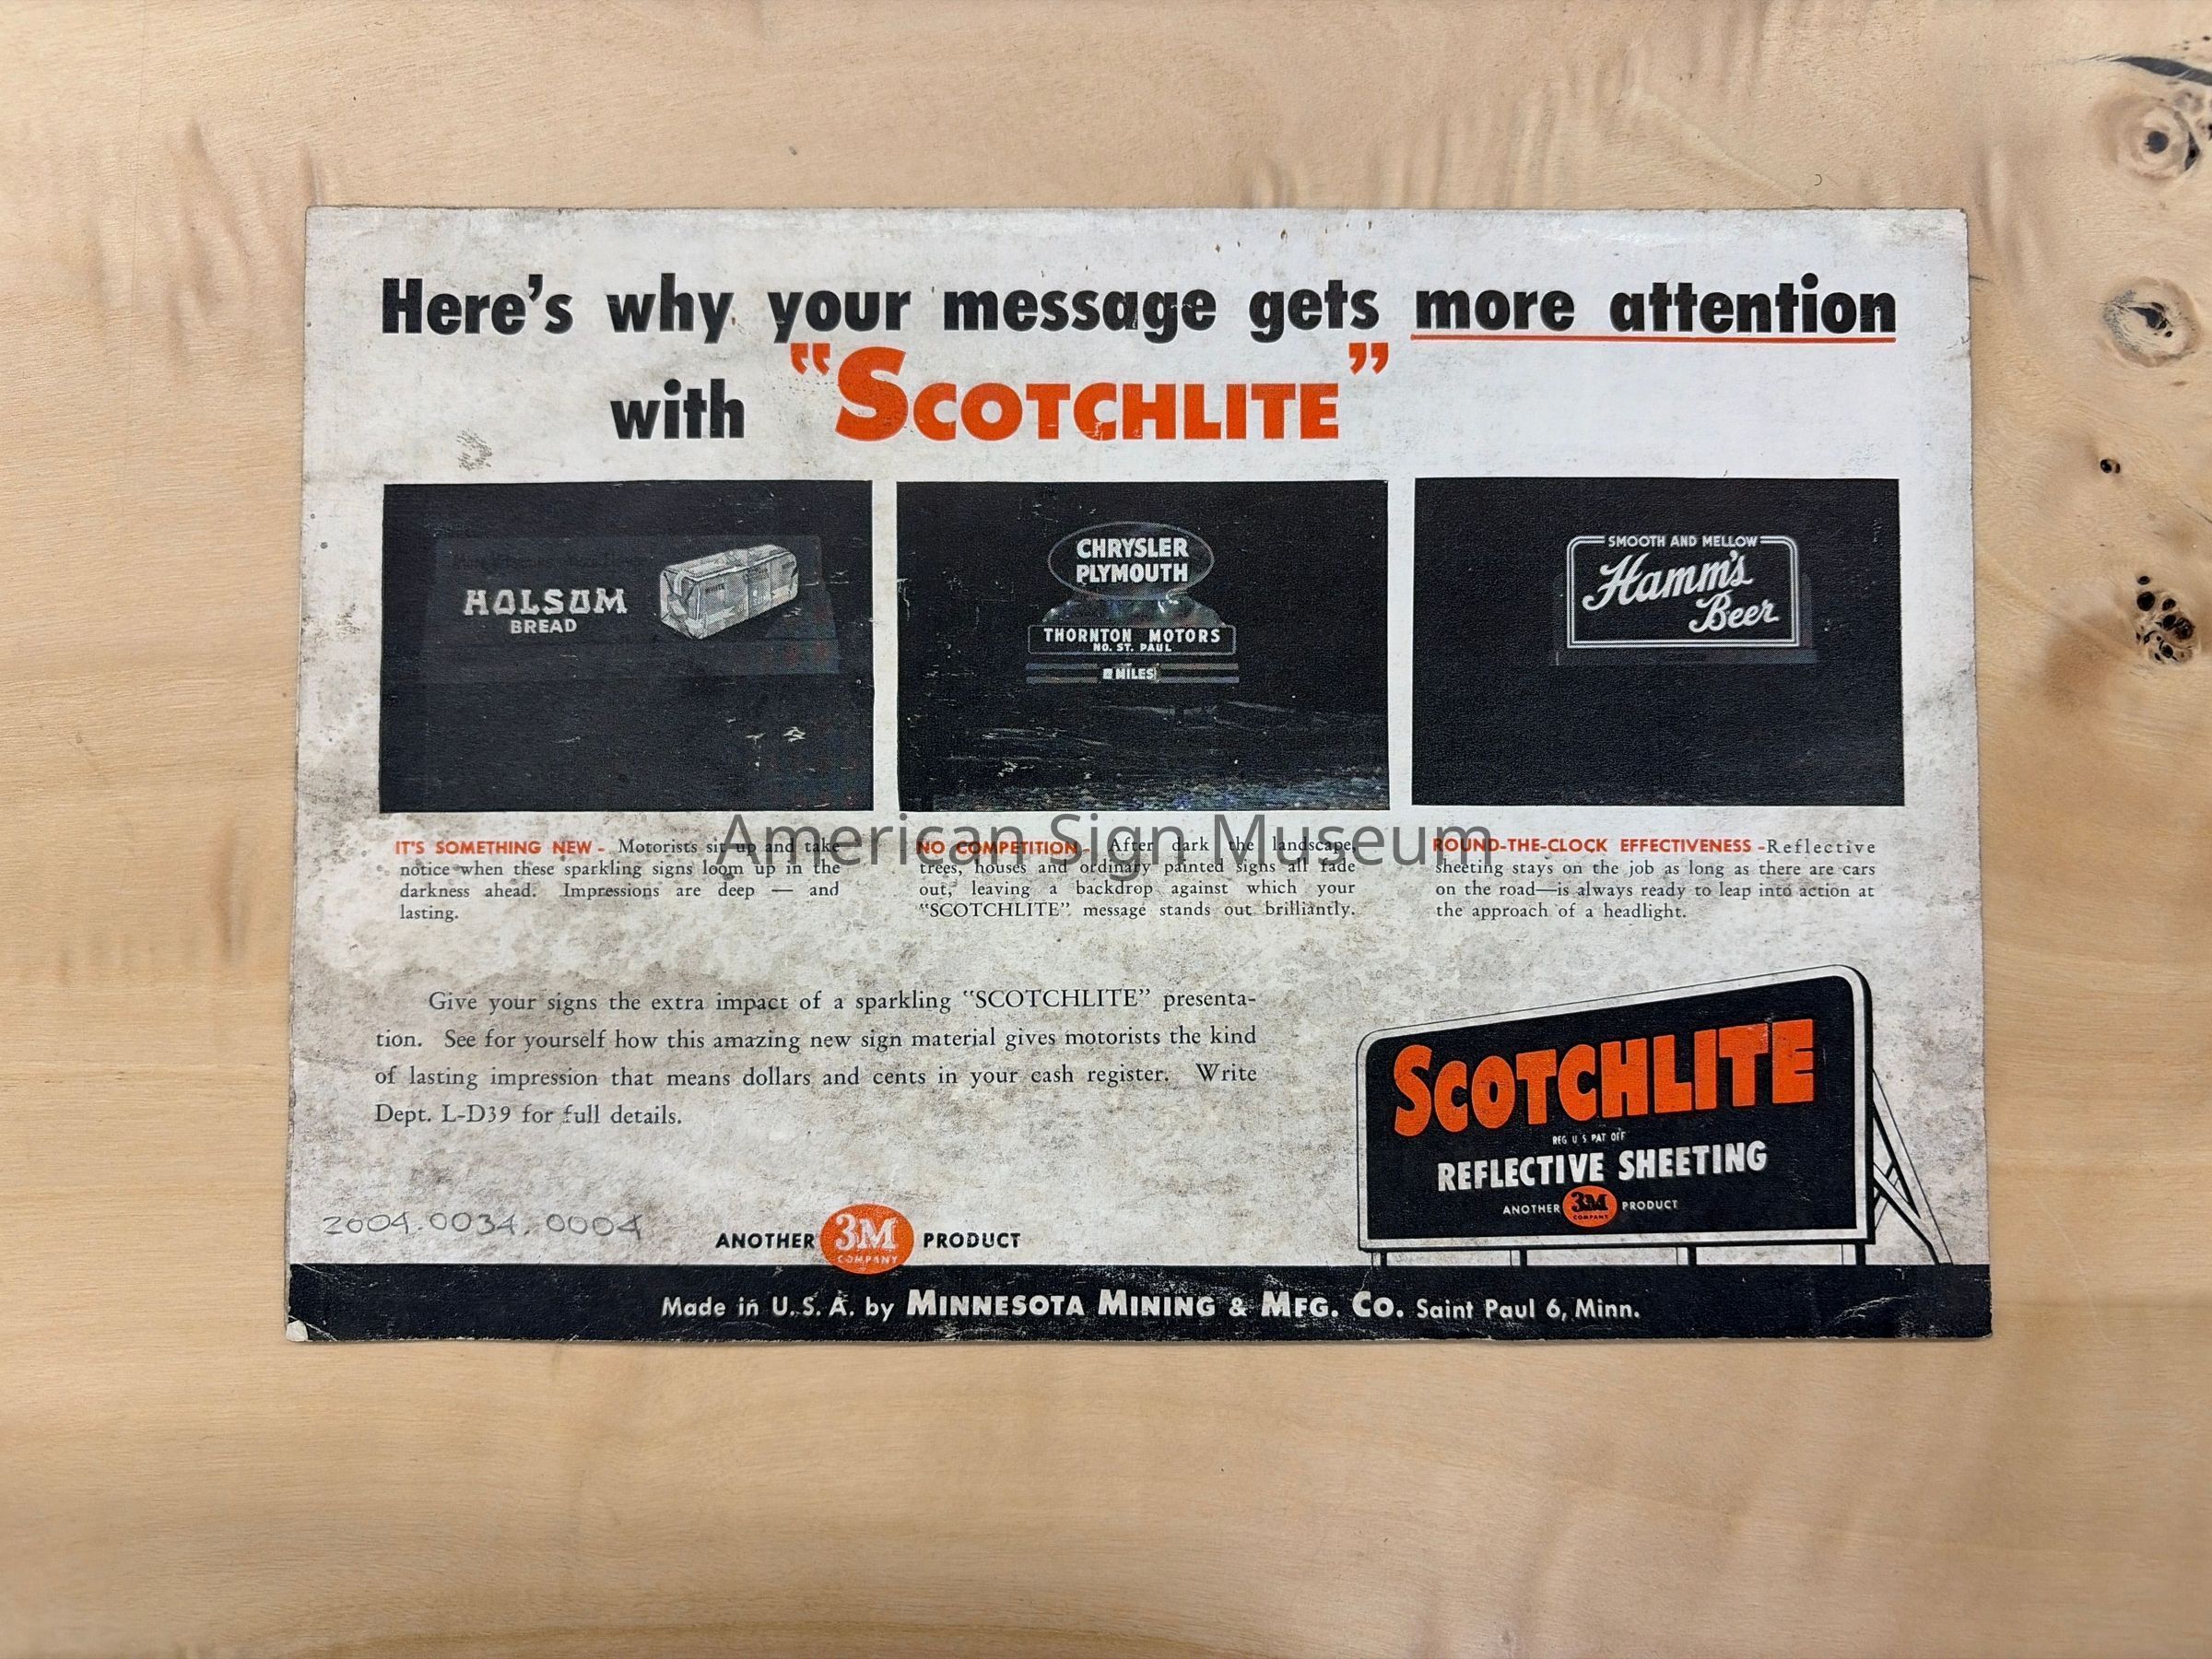 Here's why your message gets more attention
with "SCOTCHLITE"
HOLSUM
BREAD
CHRYSLER
PLYMOUTH
THORNTON MOTORS
NO. ST. PAUL
MILES
SMOOTH AND MELLOW
Hamm's
Beer
IT'S SOMETHING NEW - Motorists sit up and take
notice when these sparkling signs loom up in the
darkness ahead. Impressions are deep — and
lasting.
NO COMPETITION - After dark the landscape,
trees, houses and ordinary painted signs all fade
out, leaving a backdrop against which your
"SCOTCHLITE" message stands out brilliantly.
ROUND-THE-CLOCK EFFECTIVENESS - Reflective
sheeting stays on the job as long as there are cars
on the road—is always ready to leap into action at
the approach of a headlight.
American Sign Museum
Give your signs the extra impact of a sparkling "SCOTCHLITE" presenta-
tion. See for yourself how this amazing new sign material gives motorists the kind
of lasting impression that means dollars and cents in your cash register. Write
Dept. L-D39 for full details.
SCOTCHLITE
REG U S PAT OFF
REFLECTIVE SHEETING
ANOTHER 3M COMPANY PRODUCT
2004.0034.0004
ANOTHER 3M COMPANY PRODUCT
Made in U.S.A. by MINNESOTA MINING & MFG. CO. Saint Paul 6, Minn.